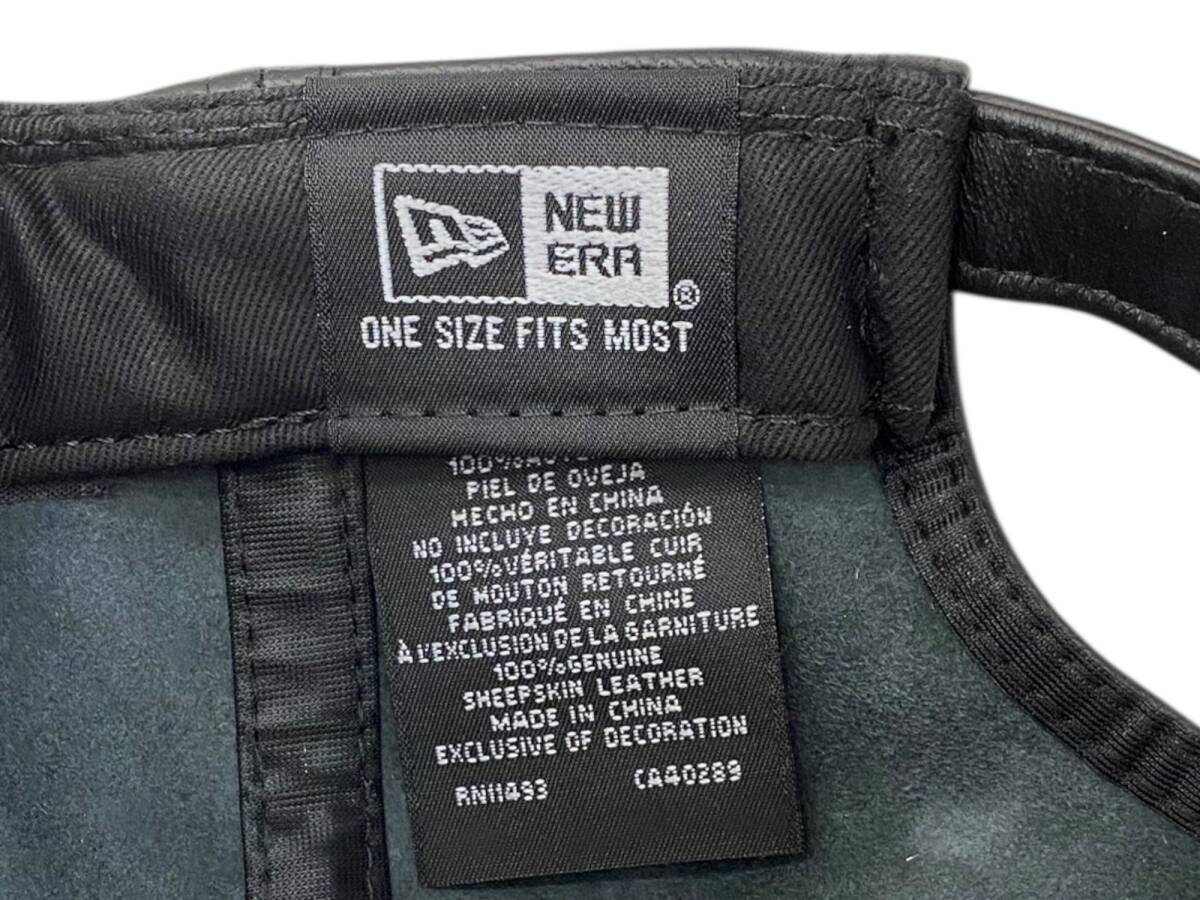 NEW
ERA
®
ONE SIZE FITS MOST
PIEL DE OVEJA
HECHO EN CHINA
NO INCLUYE DECORACIÓN
100% VÉRITABLE CUIR
DE MOUTON RETOURNÉ
FABRIQUÉ EN CHINE
À L'EXCLUSION DE LA GARNITURE
100% GENUINE
SHEEPSKIN LEATHER
MADE IN CHINA
EXCLUSIVE OF DECORATION
RN11493 CA40289